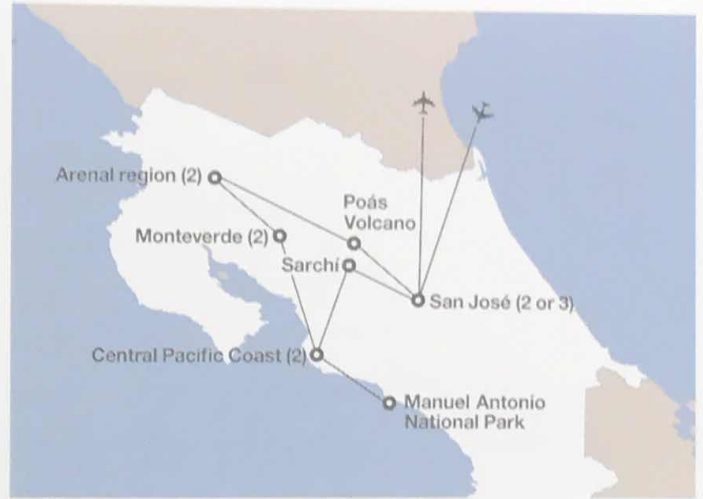 Arenal region (2)
Poás
Volcano
Monteverde (2)
Sarchí
San José (2 or 3)
Central Pacific Coast (2)
Manuel Antonio
National Park